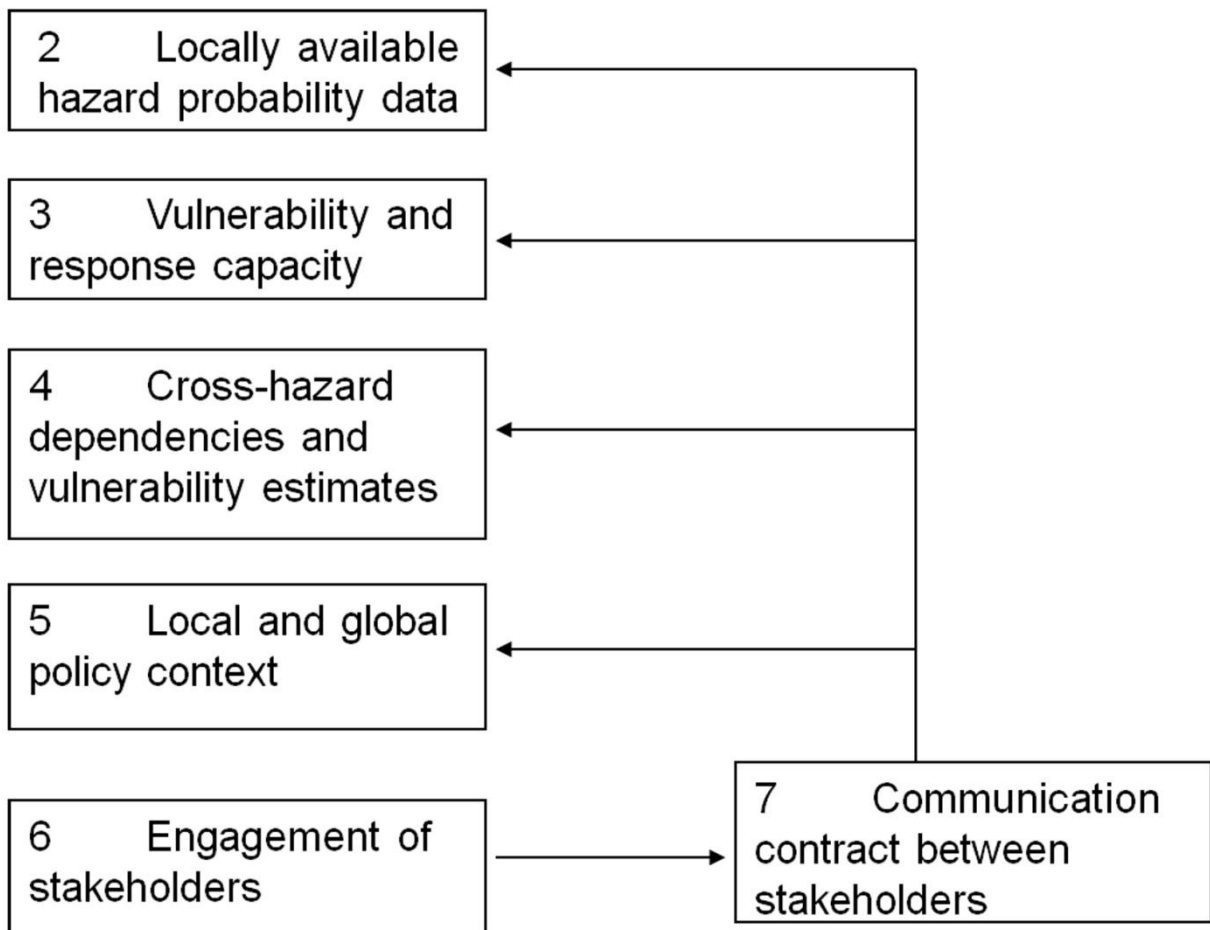 2 Locally available
hazard probability data
3 Vulnerability and
response capacity
4 Cross-hazard
dependencies and
vulnerability estimates
5 Local and global
policy context
6 Engagement of
stakeholders
7 Communication
contract between
stakeholders